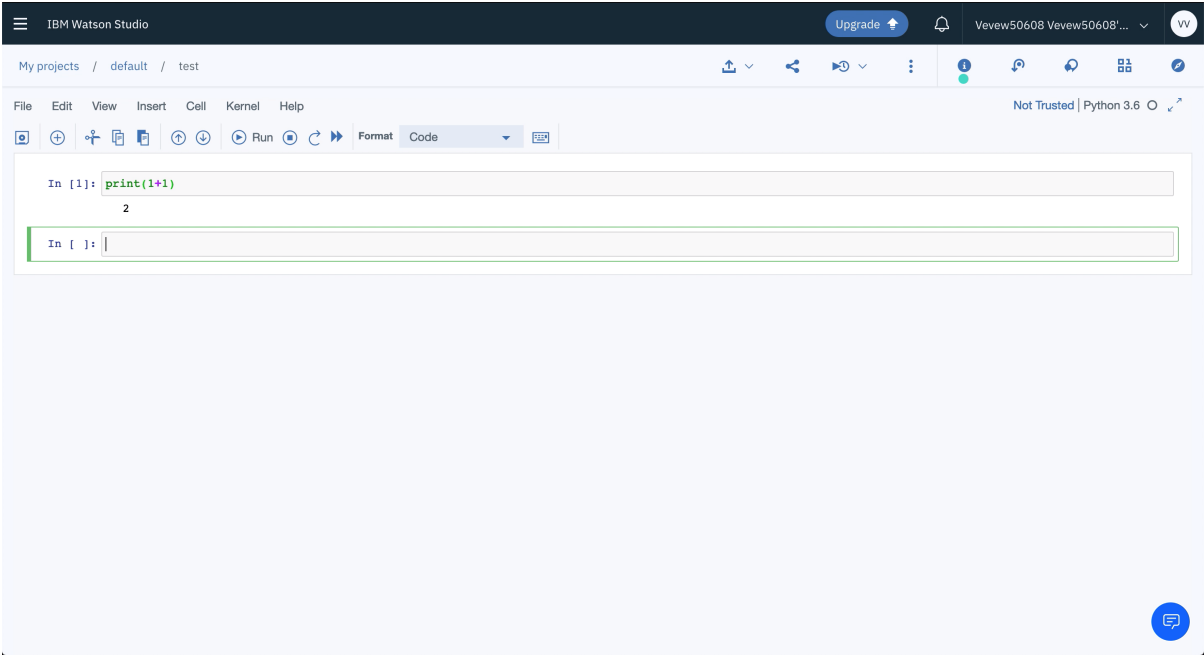 IBM Watson Studio
Upgrade
Vevew50608 Vevew50608'...
VV
My projects / default / test
File Edit View Insert Cell Kernel Help
Not Trusted | Python 3.6
Run
Format
Code
In [1]: print(1+1)
2
In [ ]: